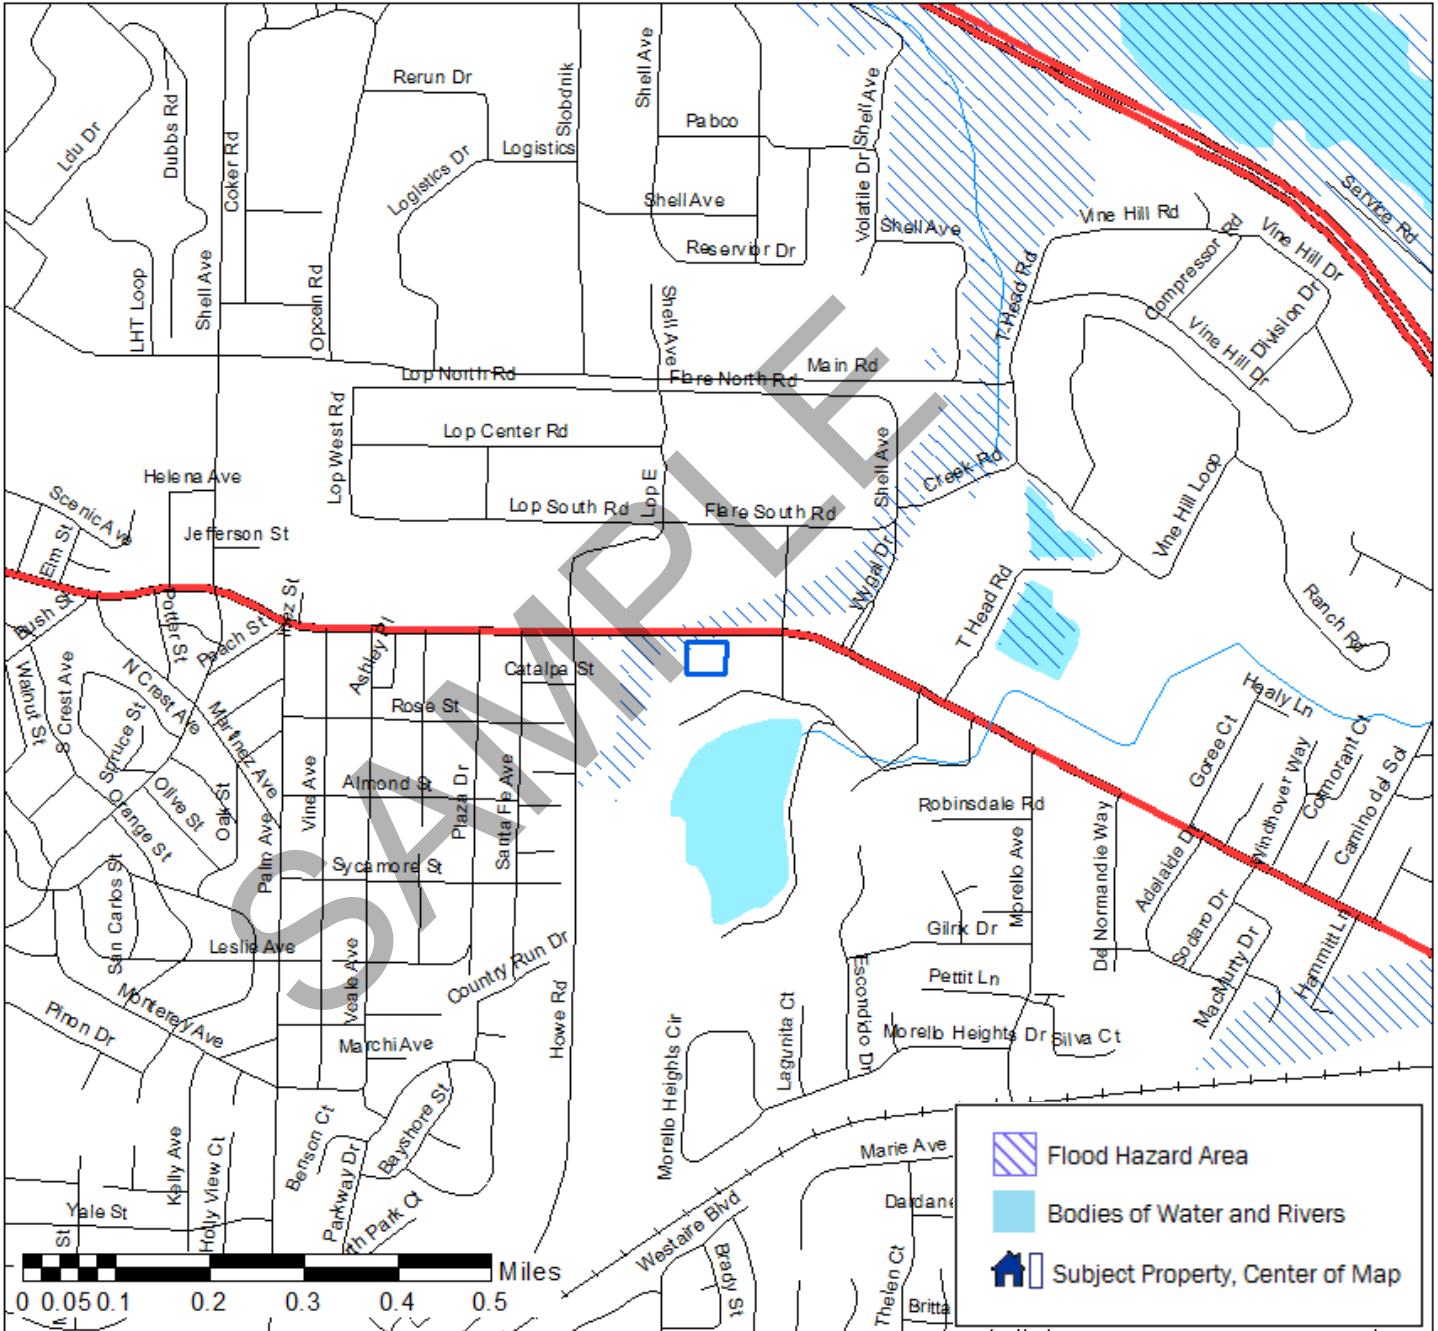 Rerun Dr
Slobdnik
Shell Ave
Shell Ave
Ldu Dr
Dubbs Rd
Coker Rd
Logistics
Logistics Dr
Pabco
Shell Ave
Reservior Dr
Volatile Dr
Shell Ave
Vine Hill Rd
Service Rd
Compressor Rd
Vine Hill Dr
Division Dr
Vine Hill Dr
T-Head Rd
LHT Loop
Shell Ave
Opcen Rd
Shell Ave
Lop North Rd
Flare North Rd
Main Rd
Lop West Rd
Lop Center Rd
Lop E
Lop South Rd
Flare South Rd
Shell Ave
Creek Rd
Vine Hill Loop
Helena Ave
Scenic Ave
Elm St
Jefferson St
Wygal Dr
T Head Rd
Ranch Rd
Bush St
Potter St
Peach St
Inez St
Ashley Pl
Catalpa St
Walnut St
S Crest Ave
N Crest Ave
Martinez Ave
Rose St
Spruce St
Olive St
Orange St
Oak St
Palm Ave
Vine Ave
Almond St
Plaza Dr
Santa Fe Ave
Sycamore St
Healy Ln
Goree Ct
Windhover Way
Cormorant Ct
Camino del Sol
Robinsdale Rd
Morello Ave
De Normandie Way
Adelaide Dr
Sodaro Dr
MacMurty Dr
Hammitt Ln
San Carlos St
Leslie Ave
Veale Ave
Country Run Dr
Howe Rd
Gilrix Dr
Pettit Ln
Escondido Dr
Morello Heights Dr
Silva Ct
Monterey Ave
Pinon Dr
Marchi Ave
Morello Heights Cir
Lagunita Ct
Kelly Ave
Holly View Ct
Benson Ct
Parkway Dr
Bayshore St
th Park Ct
Yale St
St
Westaire Blvd
Brady St
Marie Ave
Dardane
Thelen Ct
Britta
SAMPLE
Miles
0 0.05 0.1 0.2 0.3 0.4 0.5
Flood Hazard Area
Bodies of Water and Rivers
Subject Property, Center of Map